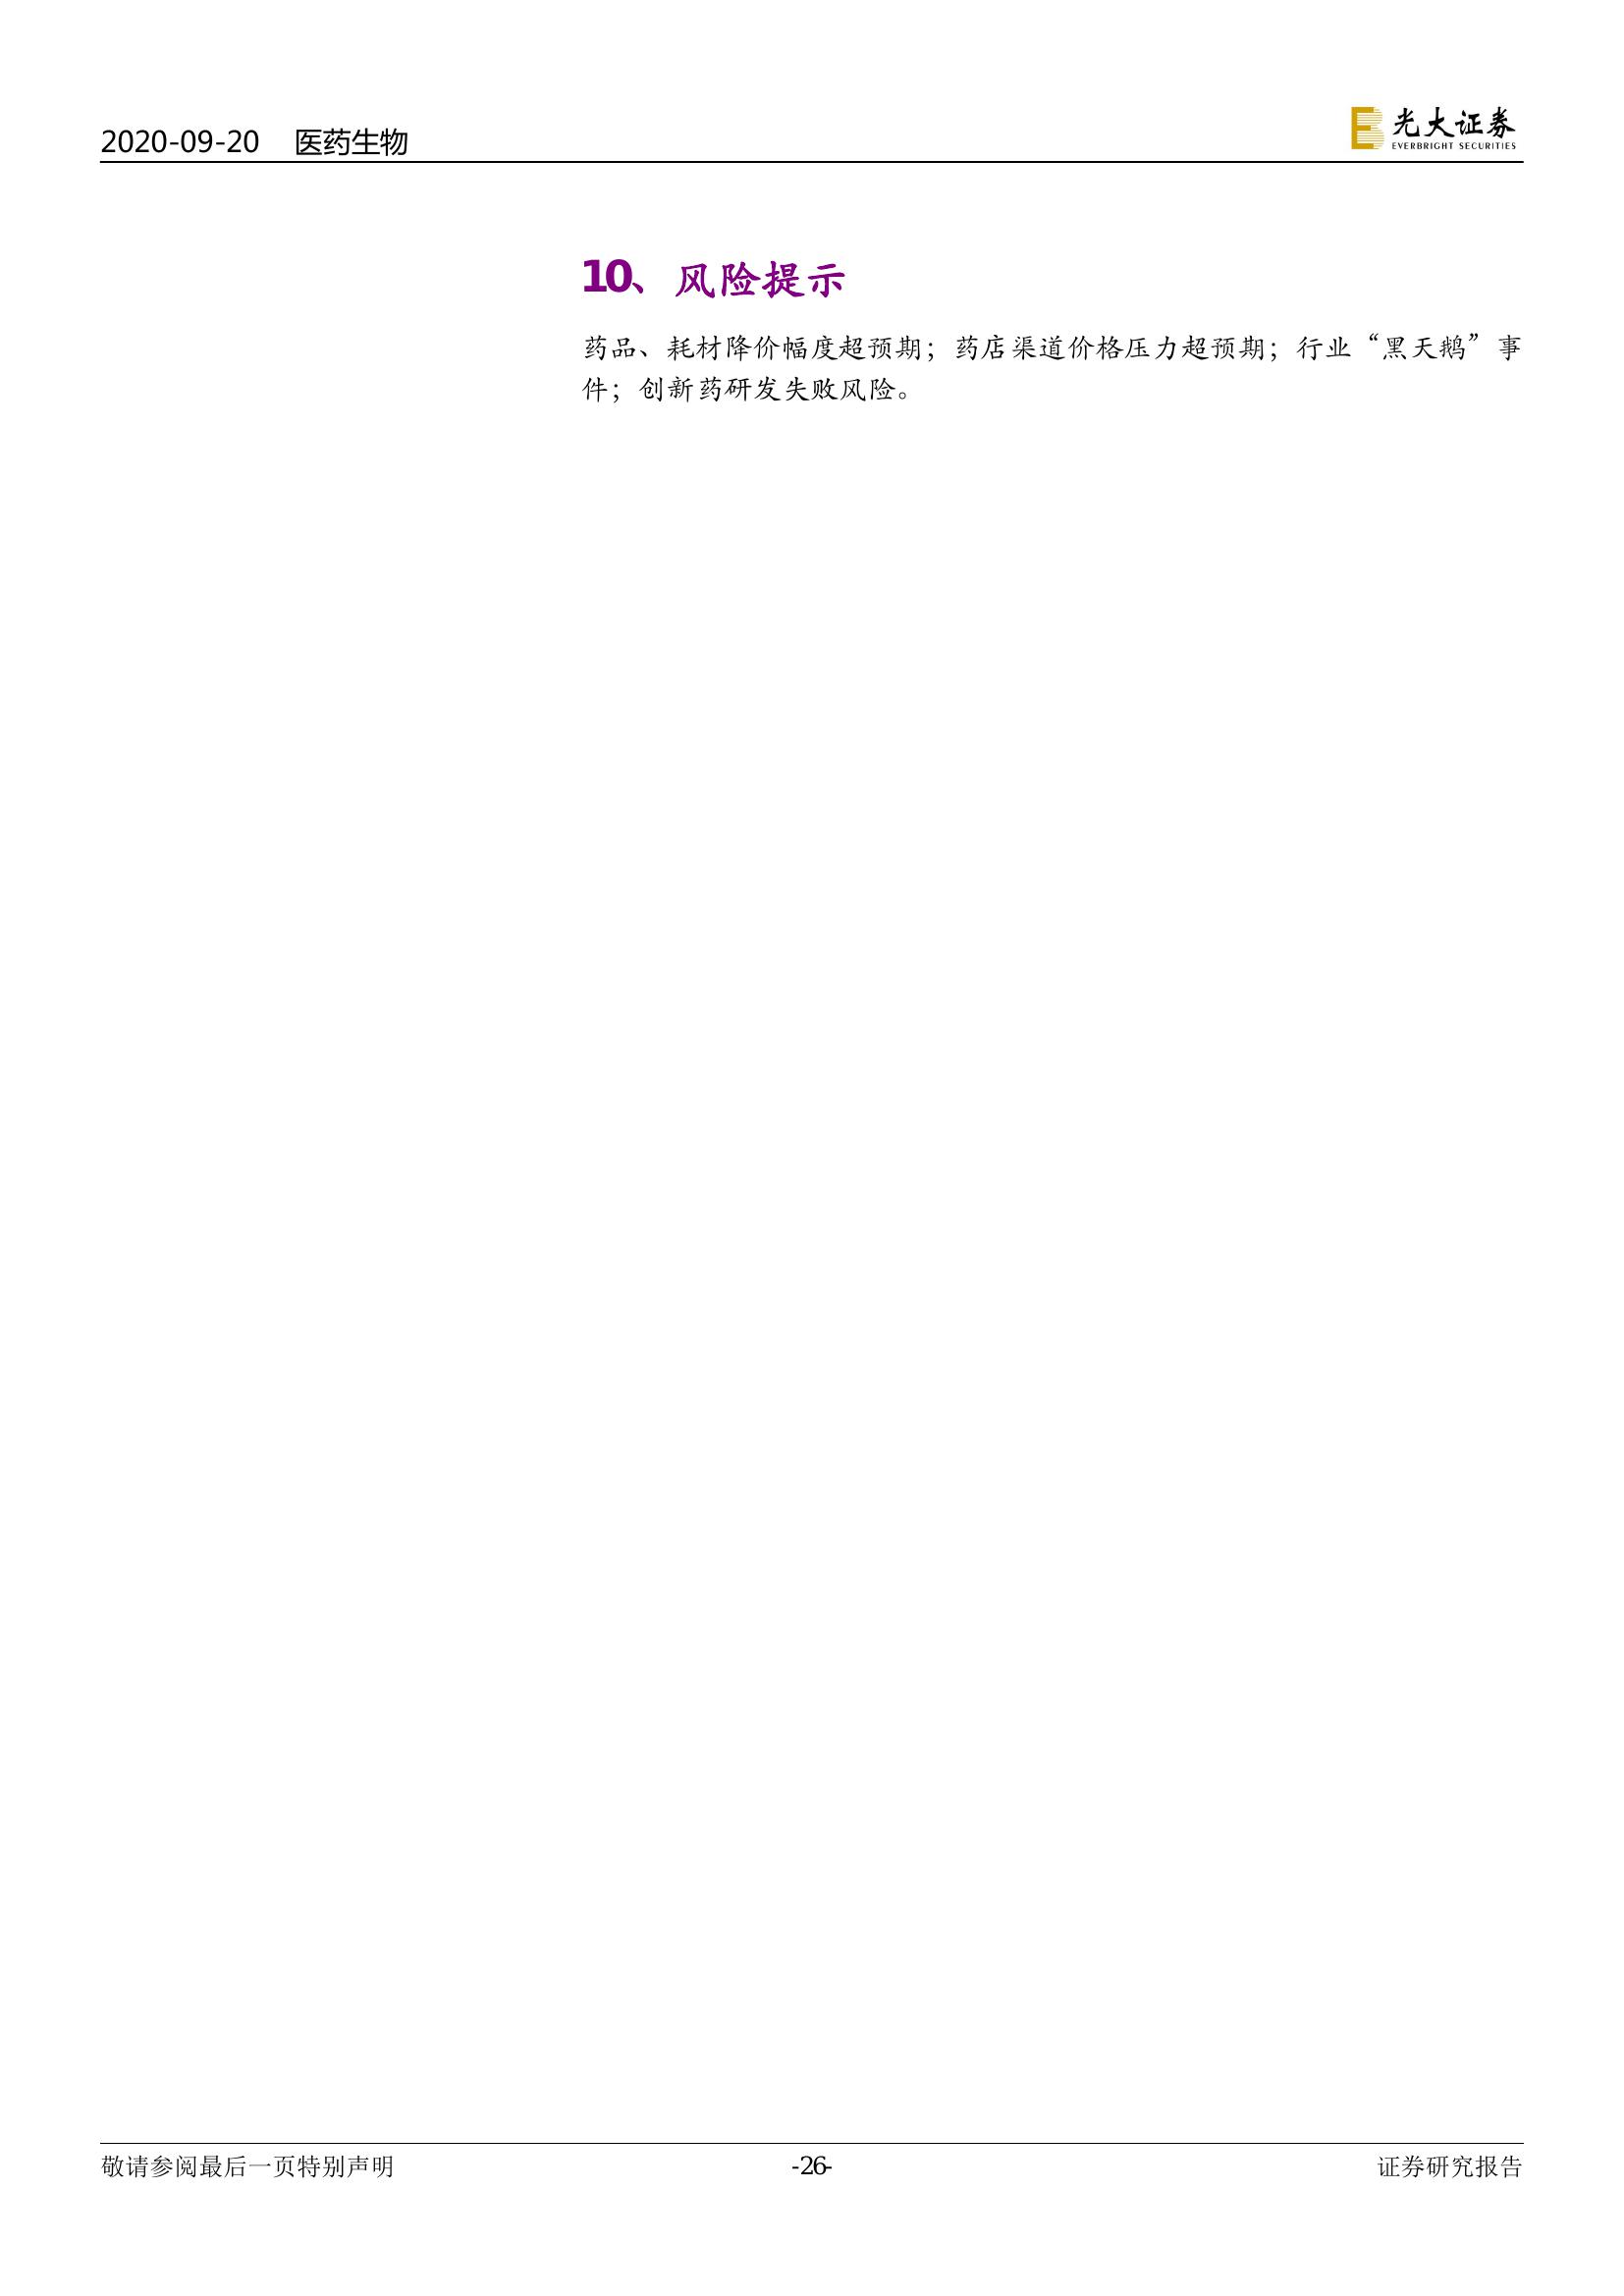 2020-09-20 医药生物
光大证券
EVERBRIGHT SECURITIES
10、风险提示
药品、耗材降价幅度超预期；药店渠道价格压力超预期；行业“黑天鹅”事
件；创新药研发失败风险。
敬请参阅最后一页特别声明 -26- 证券研究报告